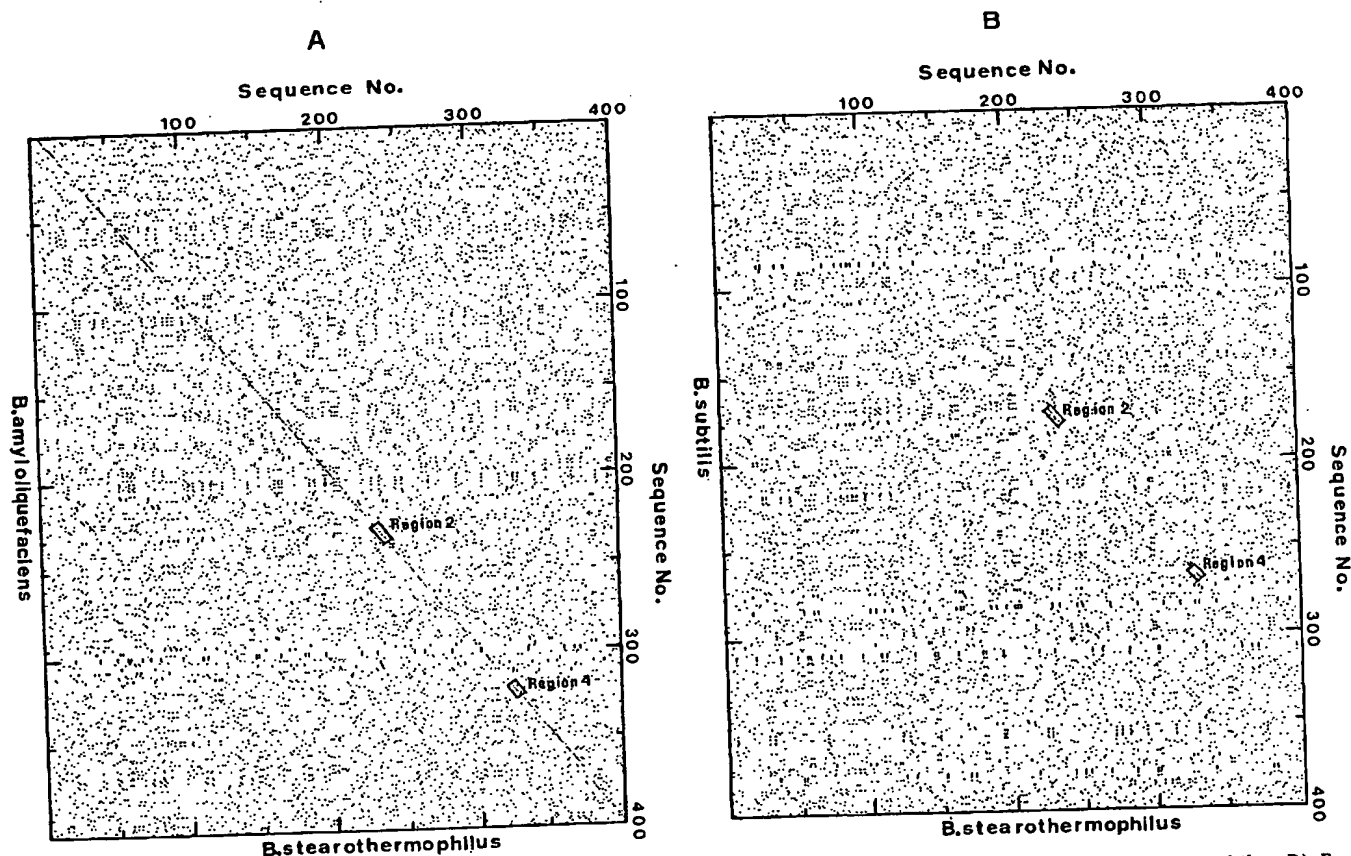 A
Sequence No.
100 200 300 400
100
200
300
400
Sequence No.
B.amyloliquefaciens
Region 2
Region 4
B.stearothermophilus
B
Sequence No.
100 200 300 400
100
200
300
400
Sequence No.
B.subtilis
Region 2
Region 4
B.stearothermophilus